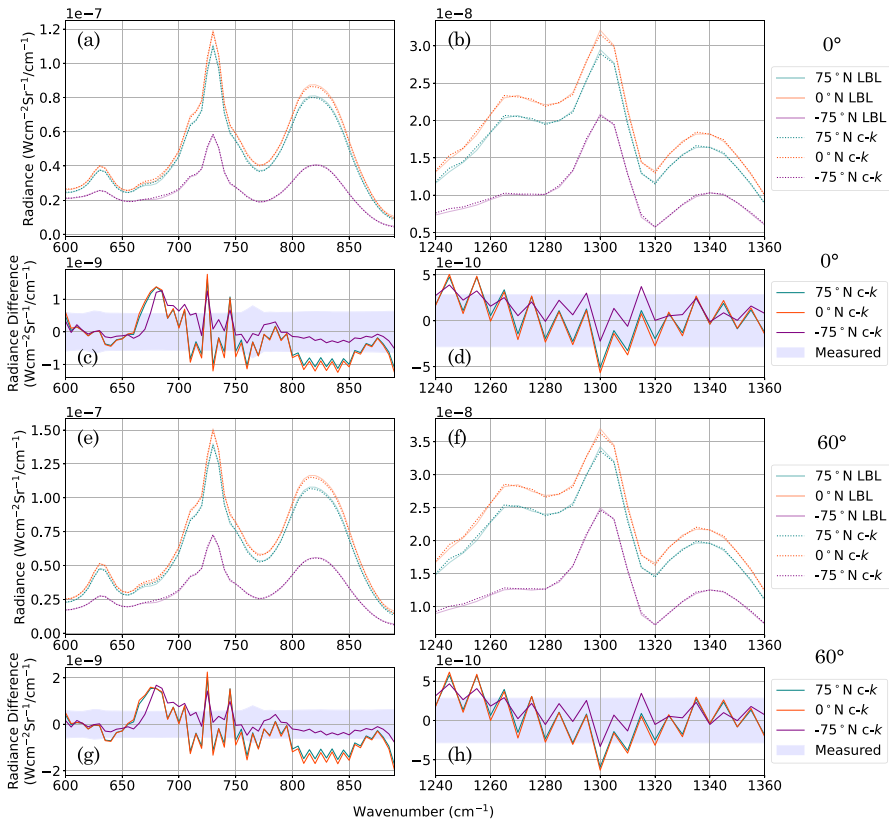 1e−7
(a)
Radiance (Wcm⁻²Sr⁻¹/cm⁻¹)
1.2
1.0
0.8
0.6
0.4
0.2
0.0
600 650 700 750 800 850
1e−8
(b)
3.0
2.5
2.0
1.5
1.0
0.5
1240 1260 1280 1300 1320 1340 1360
0°
75°N LBL
0°N LBL
-75°N LBL
75°N c-k
0°N c-k
-75°N c-k
1e−9
(c)
Radiance Difference
(Wcm⁻²Sr⁻¹/cm⁻¹)
1
0
−1
600 650 700 750 800 850
1e−10
(d)
5
0
−5
1240 1260 1280 1300 1320 1340 1360
0°
75°N c-k
0°N c-k
-75°N c-k
Measured
1e−7
(e)
Radiance (Wcm⁻²Sr⁻¹/cm⁻¹)
1.50
1.25
1.00
0.75
0.50
0.25
0.00
600 650 700 750 800 850
1e−8
(f)
3.5
3.0
2.5
2.0
1.5
1.0
1240 1260 1280 1300 1320 1340 1360
60°
75°N LBL
0°N LBL
-75°N LBL
75°N c-k
0°N c-k
-75°N c-k
1e−9
(g)
Radiance Difference
(Wcm⁻²Sr⁻¹/cm⁻¹)
2
0
−2
600 650 700 750 800 850
1e−10
(h)
5
0
−5
1240 1260 1280 1300 1320 1340 1360
60°
75°N c-k
0°N c-k
-75°N c-k
Measured
Wavenumber (cm⁻¹)